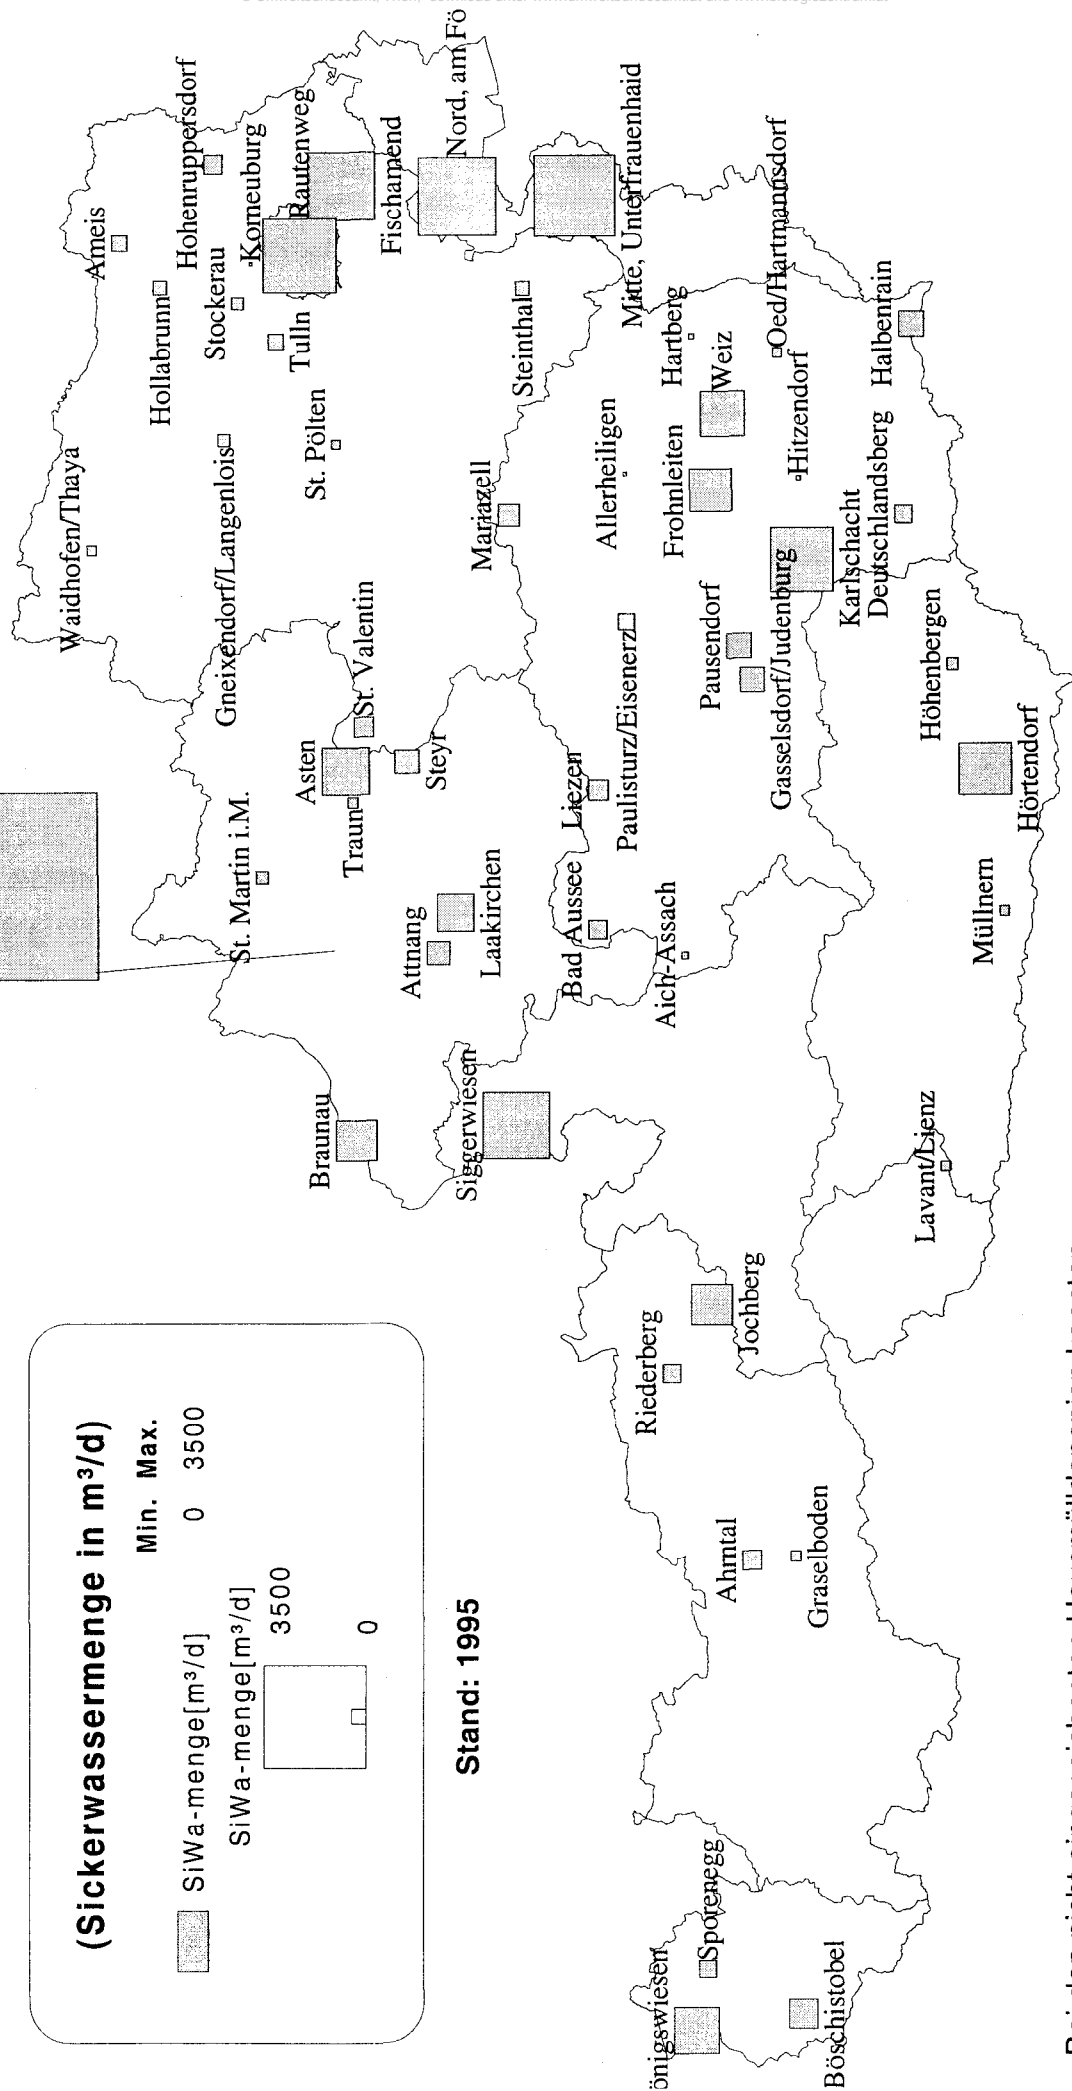 (Sickerwassermenge in m³/d)
Min. Max.
SiWa-menge[m³/d] 0 3500
SiWa-menge[m³/d]
3500
0
Stand: 1995
Waidhofen/Thaya
Ameis
Hollabrunn
Hohenruppersdorf
Gneixendorf/Langenlois
Stockerau
Korneuburg
St. Martin i.M.
Tulln
Rautenweg
St. Pölten
Braunau
Asten
Traun
St. Valentin
Fischamend
Nord, am Fö
Attnang
Steyr
Laakirchen
Siggerwiesen
Mariazell
Steinthal
Bad Aussee
Liezen
Allerheiligen
Mitte, Unterfrauenhaid
Paulisturz/Eisenerz
Aich-Assach
Riederberg
Jochberg
Pausendorf
Frohnleiten
Hartberg
Weiz
Oed/Hartmannsdorf
Gasselsdorf/Judenburg
Hitzendorf
Karlschacht
Deutschlandsberg
Halbenrain
Ahrntal
Graselboden
Höhenbergen
Lavant/Lienz
Müllnern
Hörtendorf
önigswiesen
Sporenegg
Böschistobel